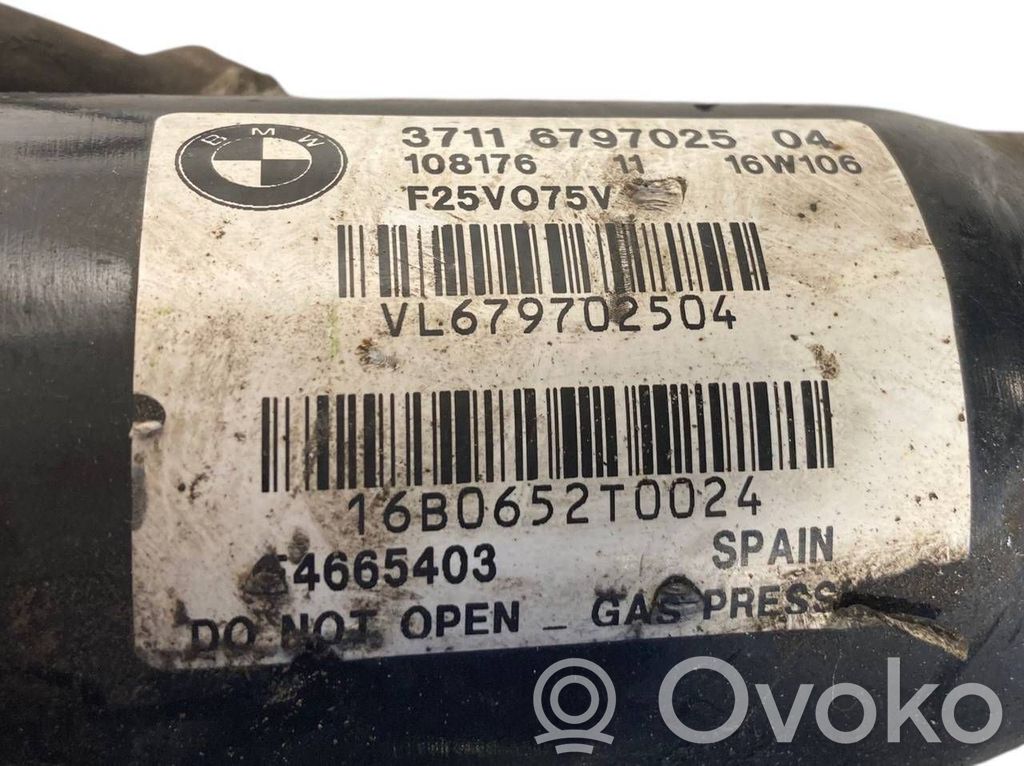 BMW
3711 6797025 04
108176 11 16W106
F25VO75V
VL679702504
16B0652T0024
4665403 SPAIN
DO NOT OPEN _ GAS PRESS
Ovoko